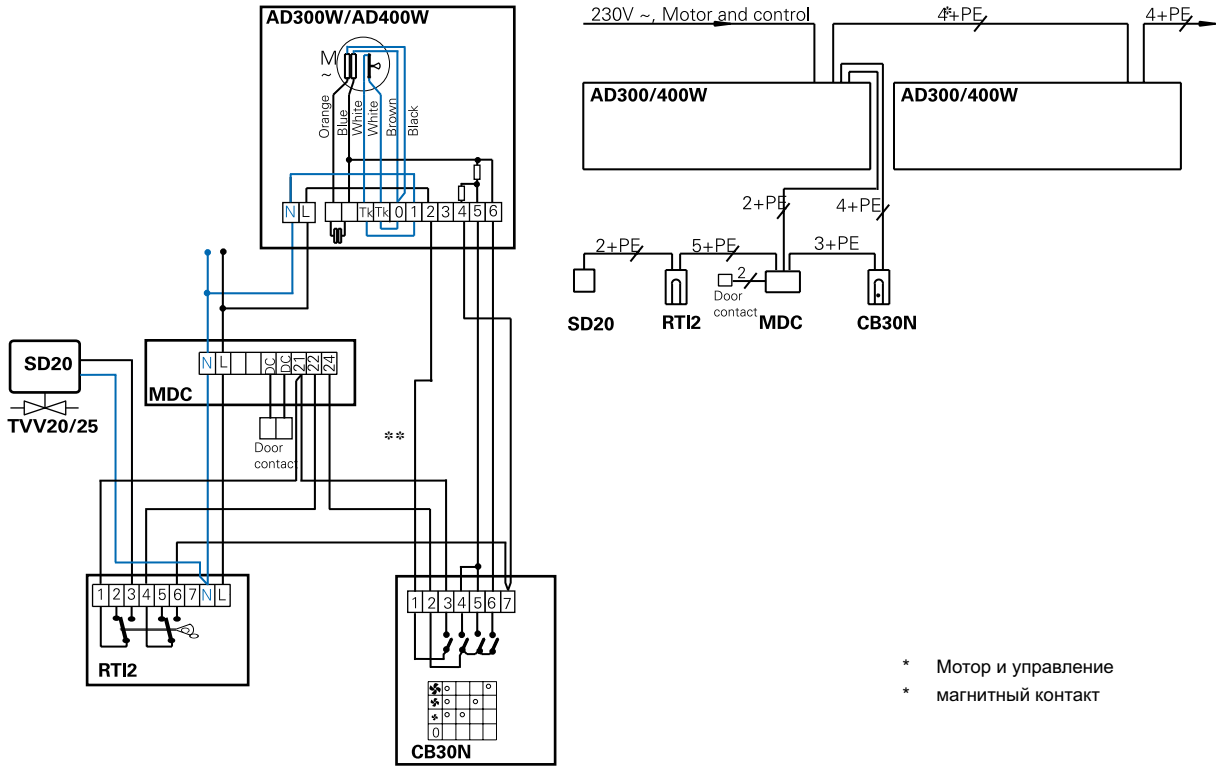 AD300W/AD400W
M
~
Orange
Blue
White
White
Brown
Black
N L Tk Tk 0 1 2 3 4 5 6
N L DC DC 21 22 24
MDC
SD20
TVV20/25
Door
contact
**
1 2 3 4 5 6 7 N L
RTI2
1 2 3 4 5 6 7
0
CB30N
230V ~, Motor and control
*
4+PE
4+PE
AD300/400W
AD300/400W
2+PE
4+PE
2+PE
5+PE
3+PE
2
Door
contact
SD20
RTI2
MDC
CB30N
* Мотор и управление
* магнитный контакт